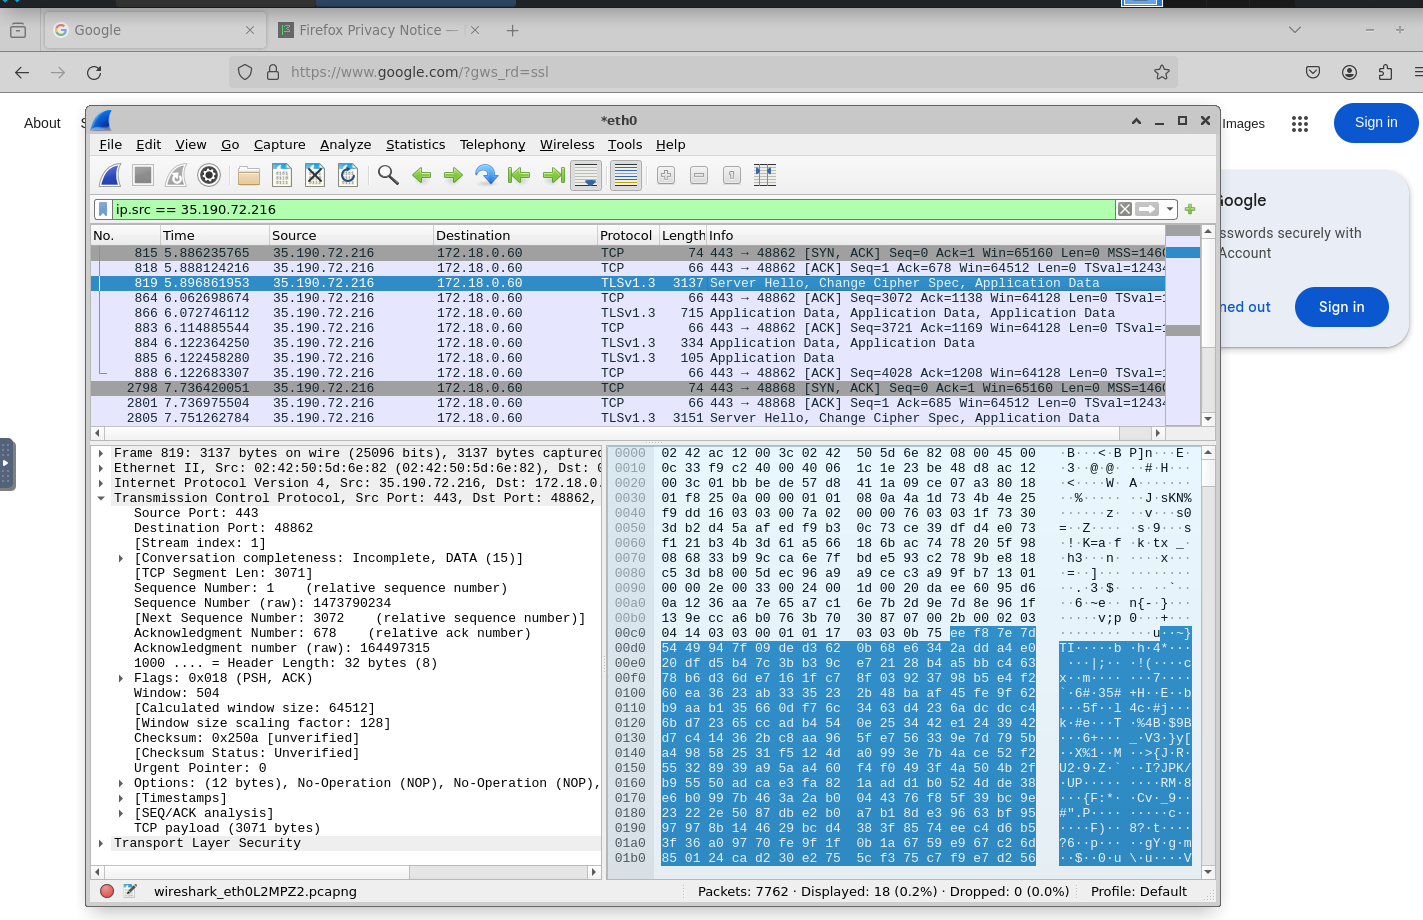 Google
Firefox Privacy Notice —
https://www.google.com/?gws_rd=ssl
About
S
*eth0
Images
Sign in
File Edit View Go Capture Analyze Statistics Telephony Wireless Tools Help
ip.src == 35.190.72.216
Google
sswords securely with
Account
ned out
Sign in
No. Time Source Destination Protocol Length Info
815 5.886235765 35.190.72.216 172.18.0.60 TCP 74 443 → 48862 [SYN, ACK] Seq=0 Ack=1 Win=65160 Len=0 MSS=1460
818 5.888124216 35.190.72.216 172.18.0.60 TCP 66 443 → 48862 [ACK] Seq=1 Ack=678 Win=64512 Len=0 TSval=12434
819 5.896861953 35.190.72.216 172.18.0.60 TLSv1.3 3137 Server Hello, Change Cipher Spec, Application Data
864 6.062698674 35.190.72.216 172.18.0.60 TCP 66 443 → 48862 [ACK] Seq=3072 Ack=1138 Win=64128 Len=0 TSval=1
866 6.072746112 35.190.72.216 172.18.0.60 TLSv1.3 715 Application Data, Application Data, Application Data
883 6.114885544 35.190.72.216 172.18.0.60 TCP 66 443 → 48862 [ACK] Seq=3721 Ack=1169 Win=64128 Len=0 TSval=1
884 6.122364250 35.190.72.216 172.18.0.60 TLSv1.3 334 Application Data, Application Data
885 6.122458280 35.190.72.216 172.18.0.60 TLSv1.3 105 Application Data
888 6.122683307 35.190.72.216 172.18.0.60 TCP 66 443 → 48862 [ACK] Seq=4028 Ack=1208 Win=64128 Len=0 TSval=1
2798 7.736420051 35.190.72.216 172.18.0.60 TCP 74 443 → 48868 [SYN, ACK] Seq=0 Ack=1 Win=65160 Len=0 MSS=1460
2801 7.736975504 35.190.72.216 172.18.0.60 TCP 66 443 → 48868 [ACK] Seq=1 Ack=685 Win=64512 Len=0 TSval=12434
2805 7.751262784 35.190.72.216 172.18.0.60 TLSv1.3 3151 Server Hello, Change Cipher Spec, Application Data
Frame 819: 3137 bytes on wire (25096 bits), 3137 bytes captured
Ethernet II, Src: 02:42:50:5d:6e:82 (02:42:50:5d:6e:82), Dst: 0
Internet Protocol Version 4, Src: 35.190.72.216, Dst: 172.18.0.
Transmission Control Protocol, Src Port: 443, Dst Port: 48862,
Source Port: 443
Destination Port: 48862
[Stream index: 1]
[Conversation completeness: Incomplete, DATA (15)]
[TCP Segment Len: 3071]
Sequence Number: 1 (relative sequence number)
Sequence Number (raw): 1473790234
[Next Sequence Number: 3072 (relative sequence number)]
Acknowledgment Number: 678 (relative ack number)
Acknowledgment number (raw): 164497315
1000 .... = Header Length: 32 bytes (8)
Flags: 0x018 (PSH, ACK)
Window: 504
[Calculated window size: 64512]
[Window size scaling factor: 128]
Checksum: 0x250a [unverified]
[Checksum Status: Unverified]
Urgent Pointer: 0
Options: (12 bytes), No-Operation (NOP), No-Operation (NOP),
[Timestamps]
[SEQ/ACK analysis]
TCP payload (3071 bytes)
Transport Layer Security
0000 02 42 ac 12 00 3c 02 42 50 5d 6e 82 08 00 45 00 ·B···<·B P]n···E·
0010 0c 33 f9 c2 40 00 40 06 1c 1e 23 be 48 d8 ac 12 ·3··@·@· ··#·H···
0020 00 3c 01 bb be de 57 d8 41 1a 09 ce 07 a3 80 18 ·<····W· A·······
0030 01 f8 25 0a 00 00 01 01 08 0a 4a 1d 73 4b 4e 25 ··%····· ··J·sKN%
0040 f9 dd 16 03 03 00 7a 02 00 00 76 03 03 1f 73 30 ······z· ··v···s0
0050 3d b2 d4 5a af ed f9 b3 0c 73 ce 39 df d4 e0 73 =··Z···· ·s·9···s
0060 f1 21 b3 4b 3d 61 a5 66 18 6b ac 74 78 20 5f 98 ·!·K=a·f ·k·tx _·
0070 08 68 33 b9 9c ca 6e 7f bd e5 93 c2 78 9b e8 18 ·h3···n· ····x···
0080 c5 3d b8 00 5d ec 96 a9 a9 ce c3 a9 9f b7 13 01 ·=··]··· ········
0090 00 00 2e 00 33 00 24 00 1d 00 20 da ee 60 95 d6 ··.·3·$· ·· ··`··
00a0 0a 12 36 aa 7e 65 a7 c1 6e 7b 2d 9e 7d 8e 96 1f ··6·~e·· n{-·}···
00b0 13 9e cc a6 b0 76 3b 70 30 87 07 00 2b 00 02 03 ·····v;p 0···+···
00c0 04 14 03 03 00 01 01 17 03 03 0b 75 ee f8 7e 7d ········ ···u··~}
00d0 54 49 94 7f 09 de d3 62 0b 68 e6 34 2a dd a4 e0 TI·····b ·h·4*···
00e0 20 df d5 b4 7c 3b b3 9c e7 21 28 b4 a5 bb c4 63 ····|;·· ·!(····c
00f0 78 b6 d3 6d e7 16 1f c7 8f 03 92 37 98 b5 e4 f2 x··m···· ···7····
0100 60 ea 36 23 ab 33 35 23 2b 48 ba af 45 fe 9f 62 `·6#·35# +H··E··b
0110 b9 aa b1 35 66 0d f7 6c 34 63 d4 23 6a dc dc c4 ···5f··l 4c·#j···
0120 6b d7 23 65 cc ad b4 54 0e 25 34 42 e1 24 39 42 k·#e···T ·%4B·$9B
0130 d7 c4 14 36 2b c8 aa 96 5f e7 56 33 9e 7d 79 5b ···6+··· _·V3·}y[
0140 a4 98 58 25 31 f5 12 4d a0 99 3e 7b 4a ce 52 f2 ··X%1··M ··>{J·R·
0150 55 32 89 39 a9 5a a4 60 f4 f0 49 3f 4a 50 4b 2f U2·9·Z·` ··I?JPK/
0160 b9 55 50 ad ca e3 fa 82 1a ad d1 b0 52 4d de 38 ·UP····· ····RM·8
0170 e6 b0 99 7b 46 3a 2a b0 04 43 76 f8 5f 39 bc 9e ···{F:*· ·Cv·_9··
0180 23 22 2e 50 87 db e2 b0 a7 b1 8d e3 96 63 bf 95 #".P···· ·····c··
0190 97 97 8b 14 46 29 bc d4 38 3f 85 74 ee c4 d6 b5 ····F)·· 8?·t····
01a0 3f 36 a0 97 70 fe 9f 1f 0b 1a 67 59 e9 67 c2 6d ?6··p··· ··gY·g·m
01b0 85 01 24 ca d2 30 e2 75 5c f3 75 c7 f9 e7 d2 56 ··$··0·u \·u····V
wireshark_eth0L2MPZ2.pcapng
Packets: 7762 · Displayed: 18 (0.2%) · Dropped: 0 (0.0%)
Profile: Default